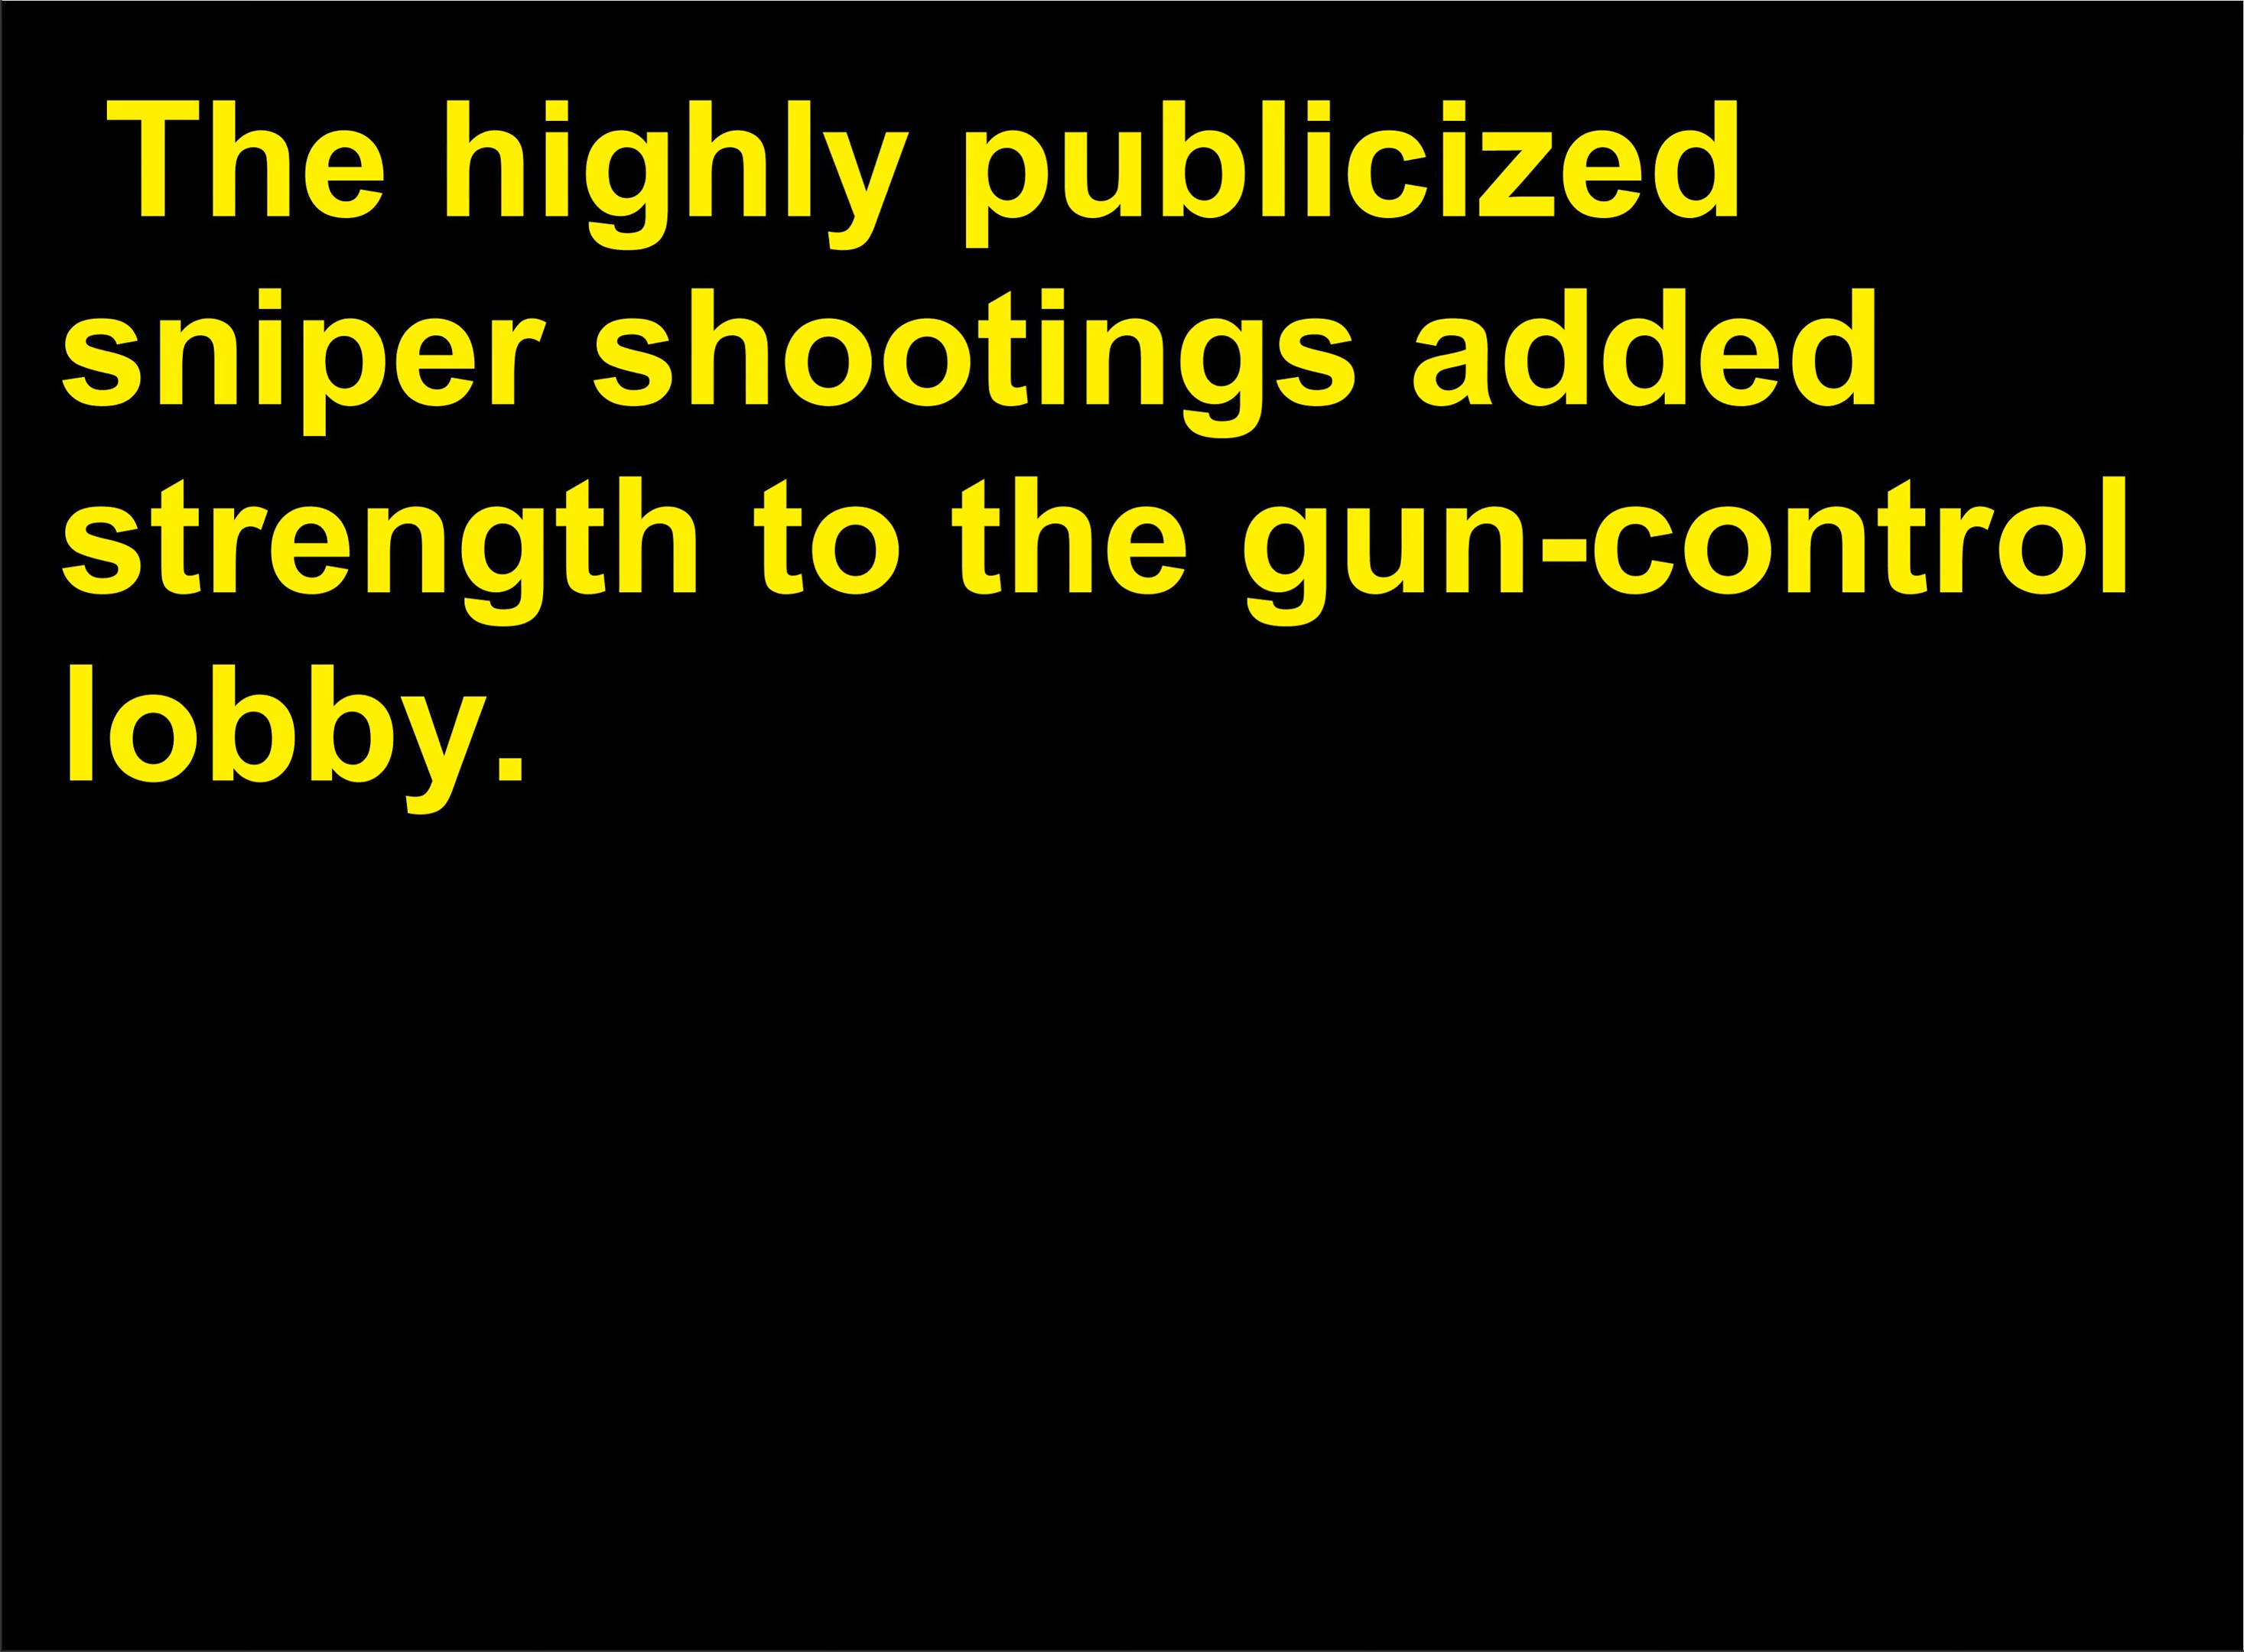 The highly publicized
sniper shootings added
strength to the gun-control
lobby.